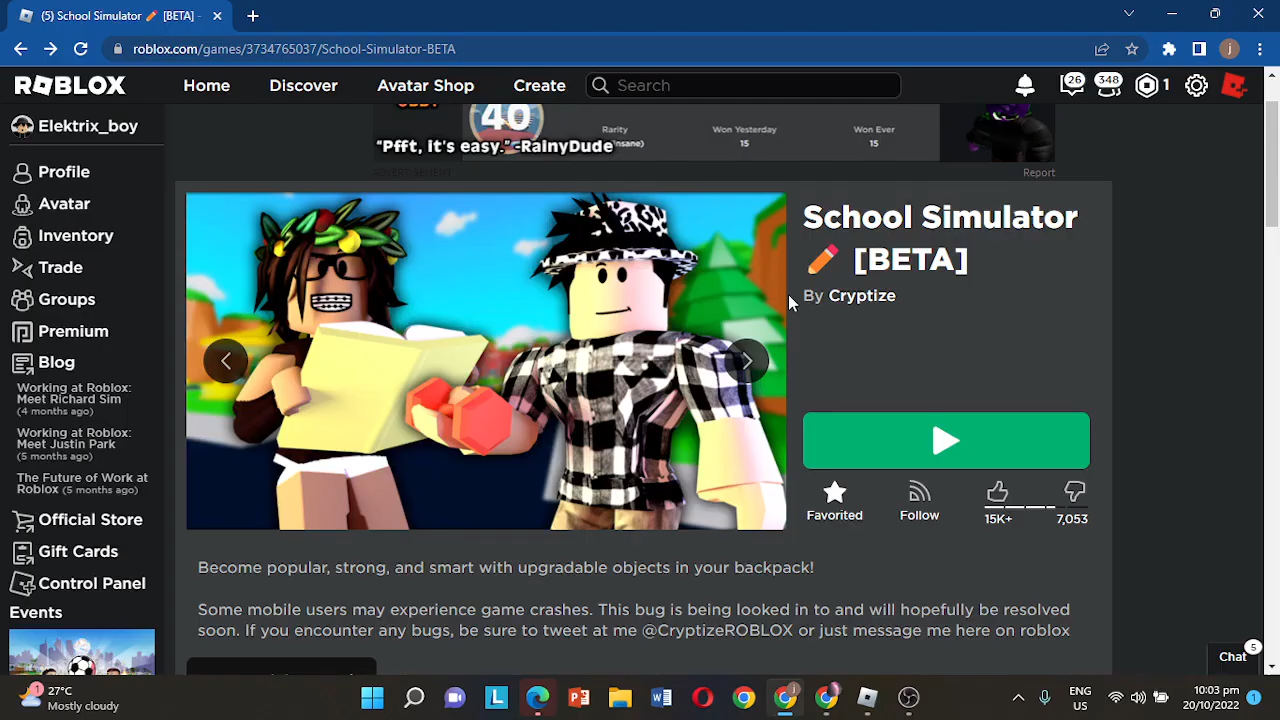 (5) School Simulator ✏️ [BETA] -
roblox.com/games/3734765037/School-Simulator-BETA
ROBLOX
Home
Discover
Avatar Shop
Create
Search
26
348
1
Elektrix_boy
40
"Pfft, it's easy." -RainyDude
Rarity
Won Yesterday
15
Won Ever
15
ADVERTISEMENT
Report
Profile
Avatar
Inventory
Trade
Groups
Premium
Blog
Working at Roblox:
Meet Richard Sim
(4 months ago)
Working at Roblox:
Meet Justin Park
(5 months ago)
The Future of Work at
Roblox (5 months ago)
Official Store
Gift Cards
Control Panel
Events
School Simulator
✏️ [BETA]
By Cryptize
Favorited
Follow
15K+
7,053
Become popular, strong, and smart with upgradable objects in your backpack!
Some mobile users may experience game crashes. This bug is being looked in to and will hopefully be resolved
soon. If you encounter any bugs, be sure to tweet at me @CryptizeROBLOX or just message me here on roblox
Chat
5
1
27°C
Mostly cloudy
ENG
US
10:03 pm
20/10/2022
1